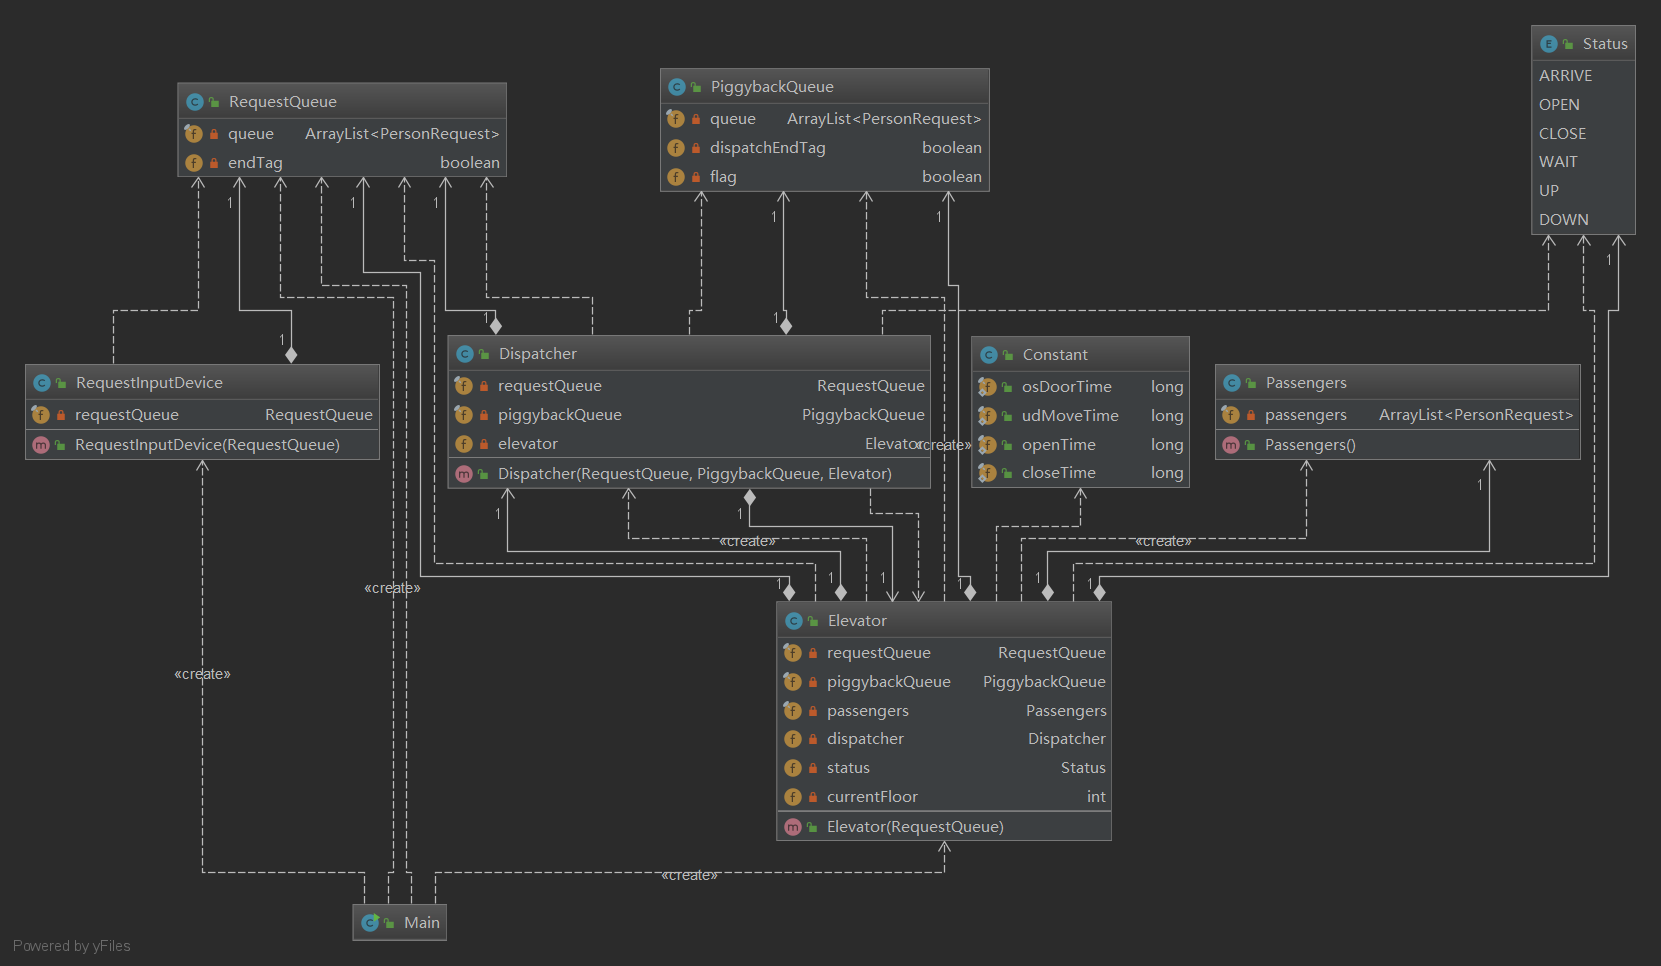 Status
ARRIVE
OPEN
CLOSE
WAIT
UP
DOWN
RequestQueue
queue ArrayList<PersonRequest>
endTag boolean
PiggybackQueue
queue ArrayList<PersonRequest>
dispatchEndTag boolean
flag boolean
1
1
1
1
1
1
1
1
1
RequestInputDevice
requestQueue RequestQueue
RequestInputDevice(RequestQueue)
Dispatcher
requestQueue RequestQueue
piggybackQueue PiggybackQueue
elevator Elevator
Dispatcher(RequestQueue, PiggybackQueue, Elevator)
«create»
Constant
osDoorTime long
udMoveTime long
openTime long
closeTime long
Passengers
passengers ArrayList<PersonRequest>
Passengers()
1
1
1
«create»
«create»
1
1
1
1
1
1
«create»
Elevator
requestQueue RequestQueue
piggybackQueue PiggybackQueue
passengers Passengers
dispatcher Dispatcher
status Status
currentFloor int
Elevator(RequestQueue)
«create»
«create»
Main
Powered by yFiles